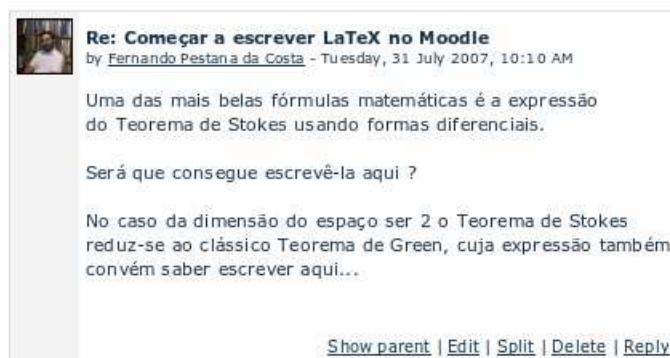 Re: Começar a escrever LaTeX no Moodle
by Fernando Pestana da Costa - Tuesday, 31 July 2007, 10:10 AM
Uma das mais belas fórmulas matemáticas é a expressão
do Teorema de Stokes usando formas diferenciais.
Será que consegue escrevê-la aqui ?
No caso da dimensão do espaço ser 2 o Teorema de Stokes
reduz-se ao clássico Teorema de Green, cuja expressão também
convém saber escrever aqui...
Show parent | Edit | Split | Delete | Reply